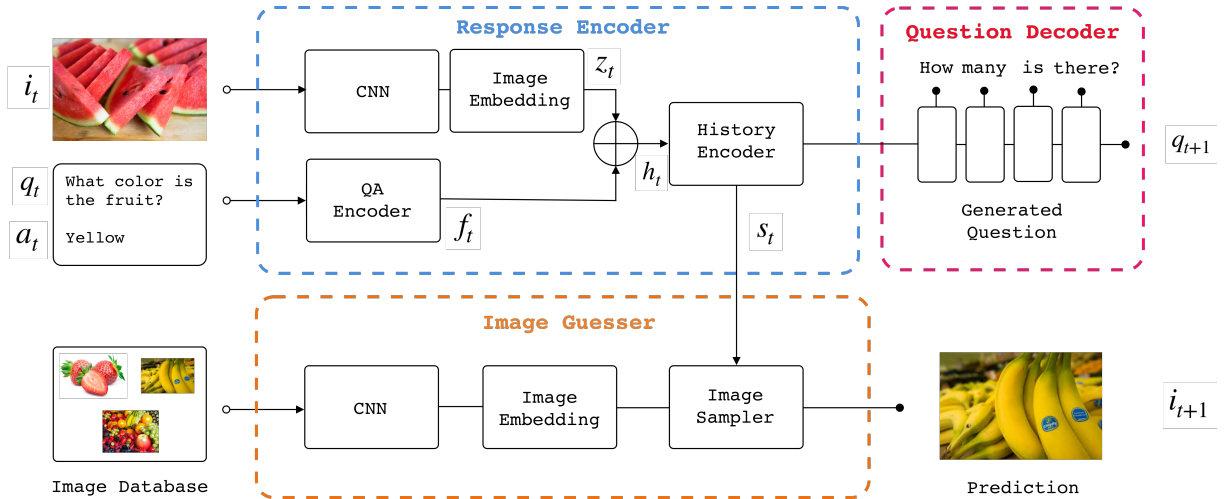 Response Encoder
Question Decoder
i_t
CNN
Image
Embedding
z_t
How many is there?
History
Encoder
h_t
q_{t+1}
q_t
What color is
the fruit?
a_t
Yellow
QA
Encoder
f_t
s_t
Generated
Question
Image Guesser
CNN
Image
Embedding
Image
Sampler
i_{t+1}
Image Database
Prediction